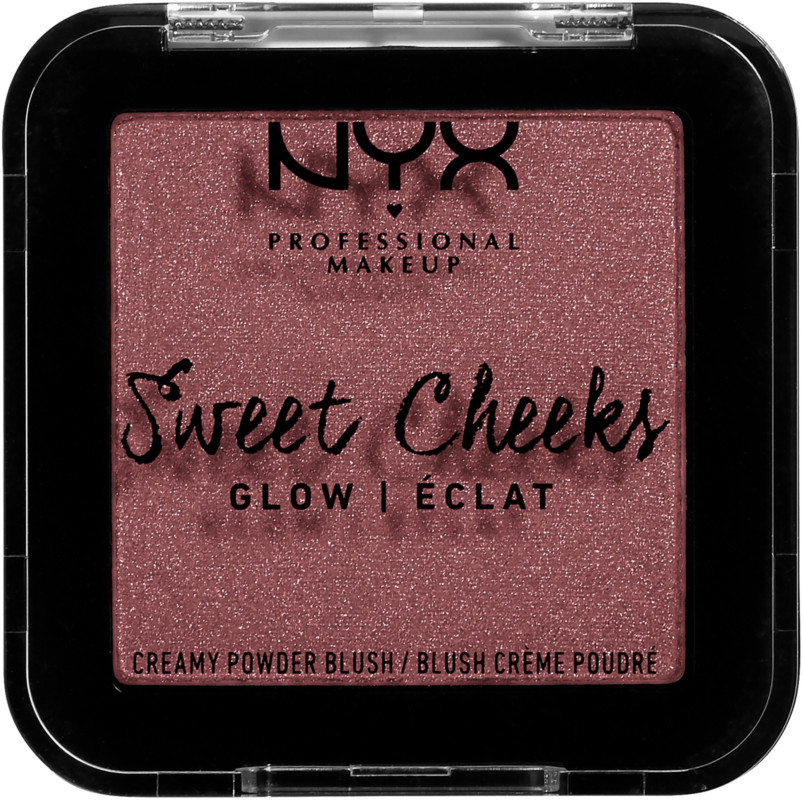 NYX
PROFESSIONAL
MAKEUP
Sweet Cheeks
GLOW | ÉCLAT
CREAMY POWDER BLUSH / BLUSH CRÈME POUDRÉ